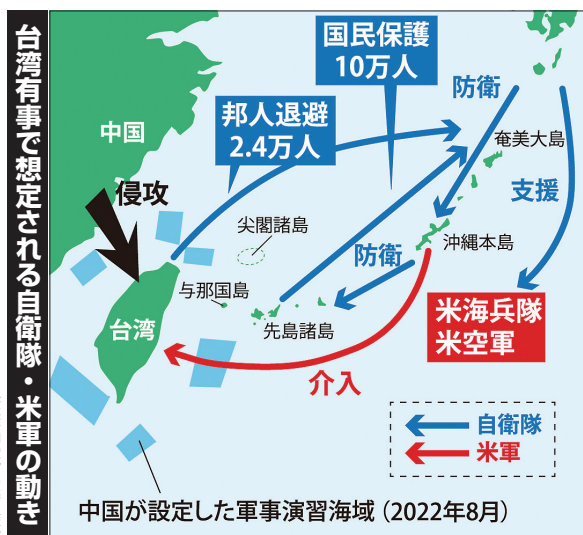 台湾有事で想定される自衛隊・米軍の動き
国民保護
10万人
邦人退避
2.4万人
中国
侵攻
防衛
奄美大島
支援
尖閣諸島
沖縄本島
防衛
与那国島
先島諸島
台湾
米海兵隊
米空軍
介入
自衛隊
米軍
中国が設定した軍事演習海域（2022年8月）